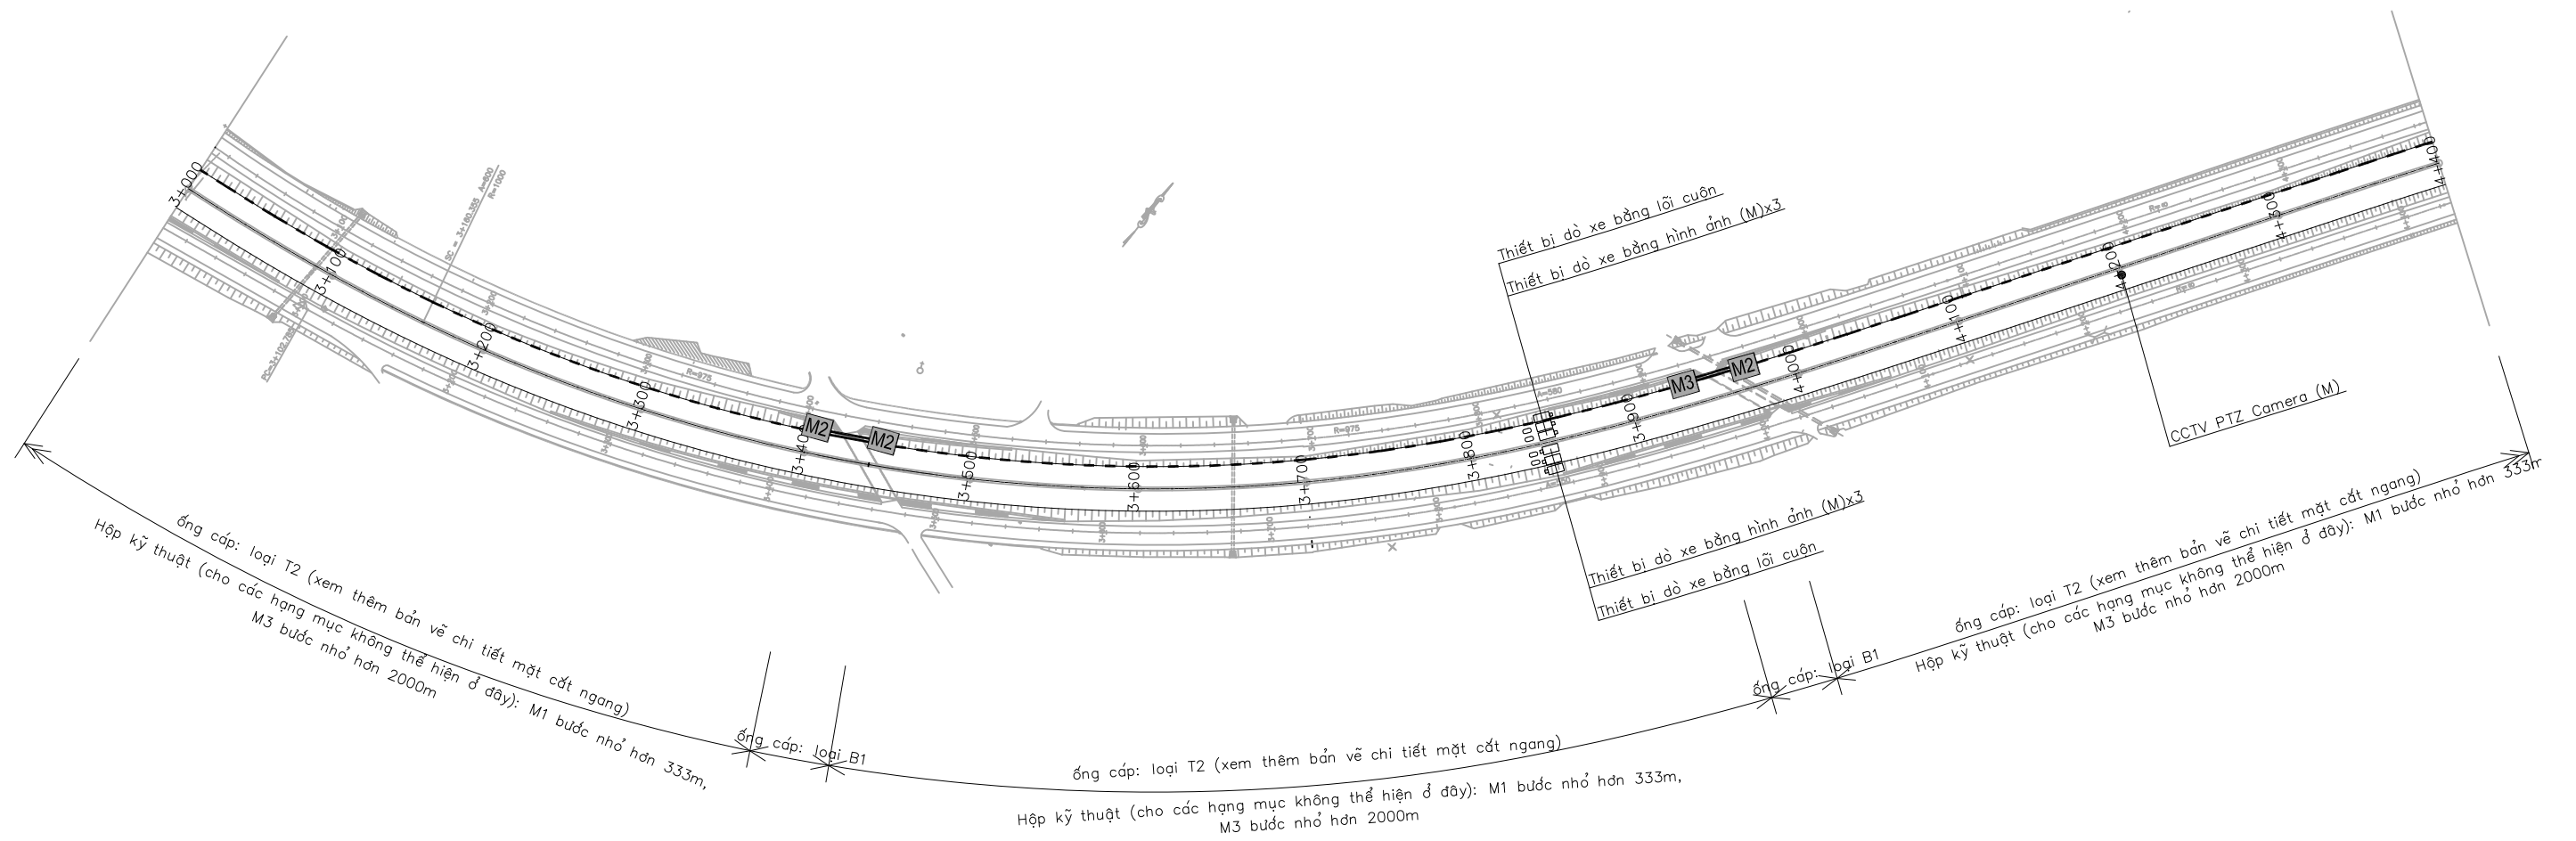 3+000
3+100
3+200
3+300
3+400
3+500
3+600
3+700
3+800
3+900
4+000
4+100
4+200
4+300
4+400
SC = 3+160.355 A=600
R=1000
R=975
R=975
A=560
M2
M2
M3
M2
Thiết bị dò xe bằng lõi cuộn
Thiết bị dò xe bằng hình ảnh (M)x3
Thiết bị dò xe bằng hình ảnh (M)x3
Thiết bị dò xe bằng lõi cuộn
CCTV PTZ Camera (M)
ống cáp: loại T2 (xem thêm bản vẽ chi tiết mặt cắt ngang)
Hộp kỹ thuật (cho các hạng mục không thể hiện ở đây): M1 bước nhỏ hơn 333m,
M3 bước nhỏ hơn 2000m
ống cáp: loại B1
ống cáp: loại T2 (xem thêm bản vẽ chi tiết mặt cắt ngang)
Hộp kỹ thuật (cho các hạng mục không thể hiện ở đây): M1 bước nhỏ hơn 333m,
M3 bước nhỏ hơn 2000m
ống cáp: loại B1
ống cáp: loại T2 (xem thêm bản vẽ chi tiết mặt cắt ngang)
Hộp kỹ thuật (cho các hạng mục không thể hiện ở đây): M1 bước nhỏ hơn 333m
M3 bước nhỏ hơn 2000m